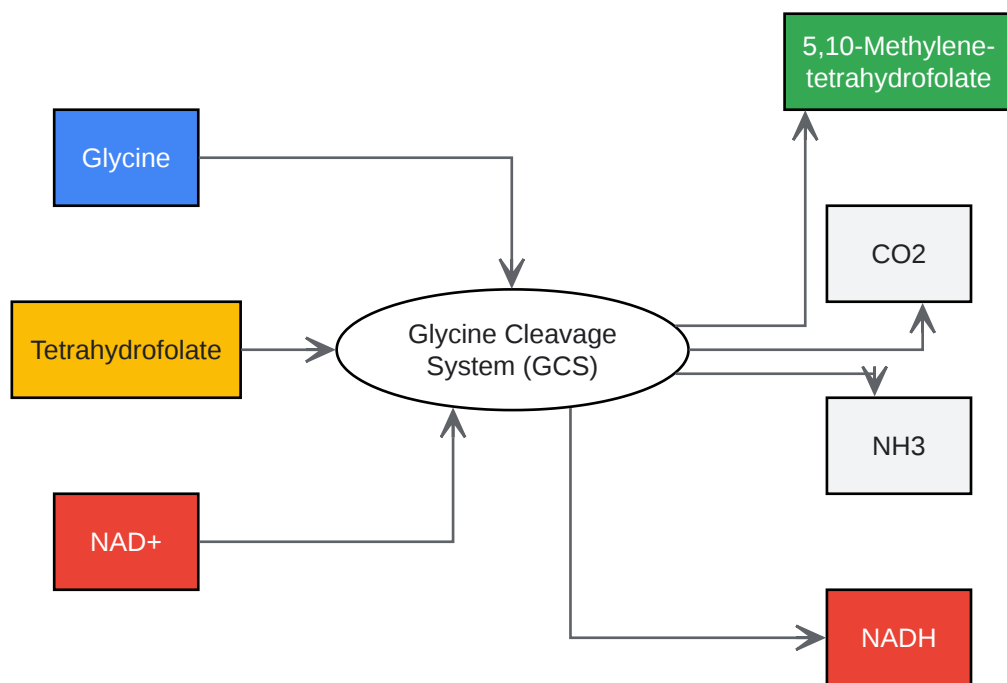 5,10-Methylene-
tetrahydrofolate
Glycine
CO2
Tetrahydrofolate
Glycine Cleavage
System (GCS)
NH3
NAD+
NADH